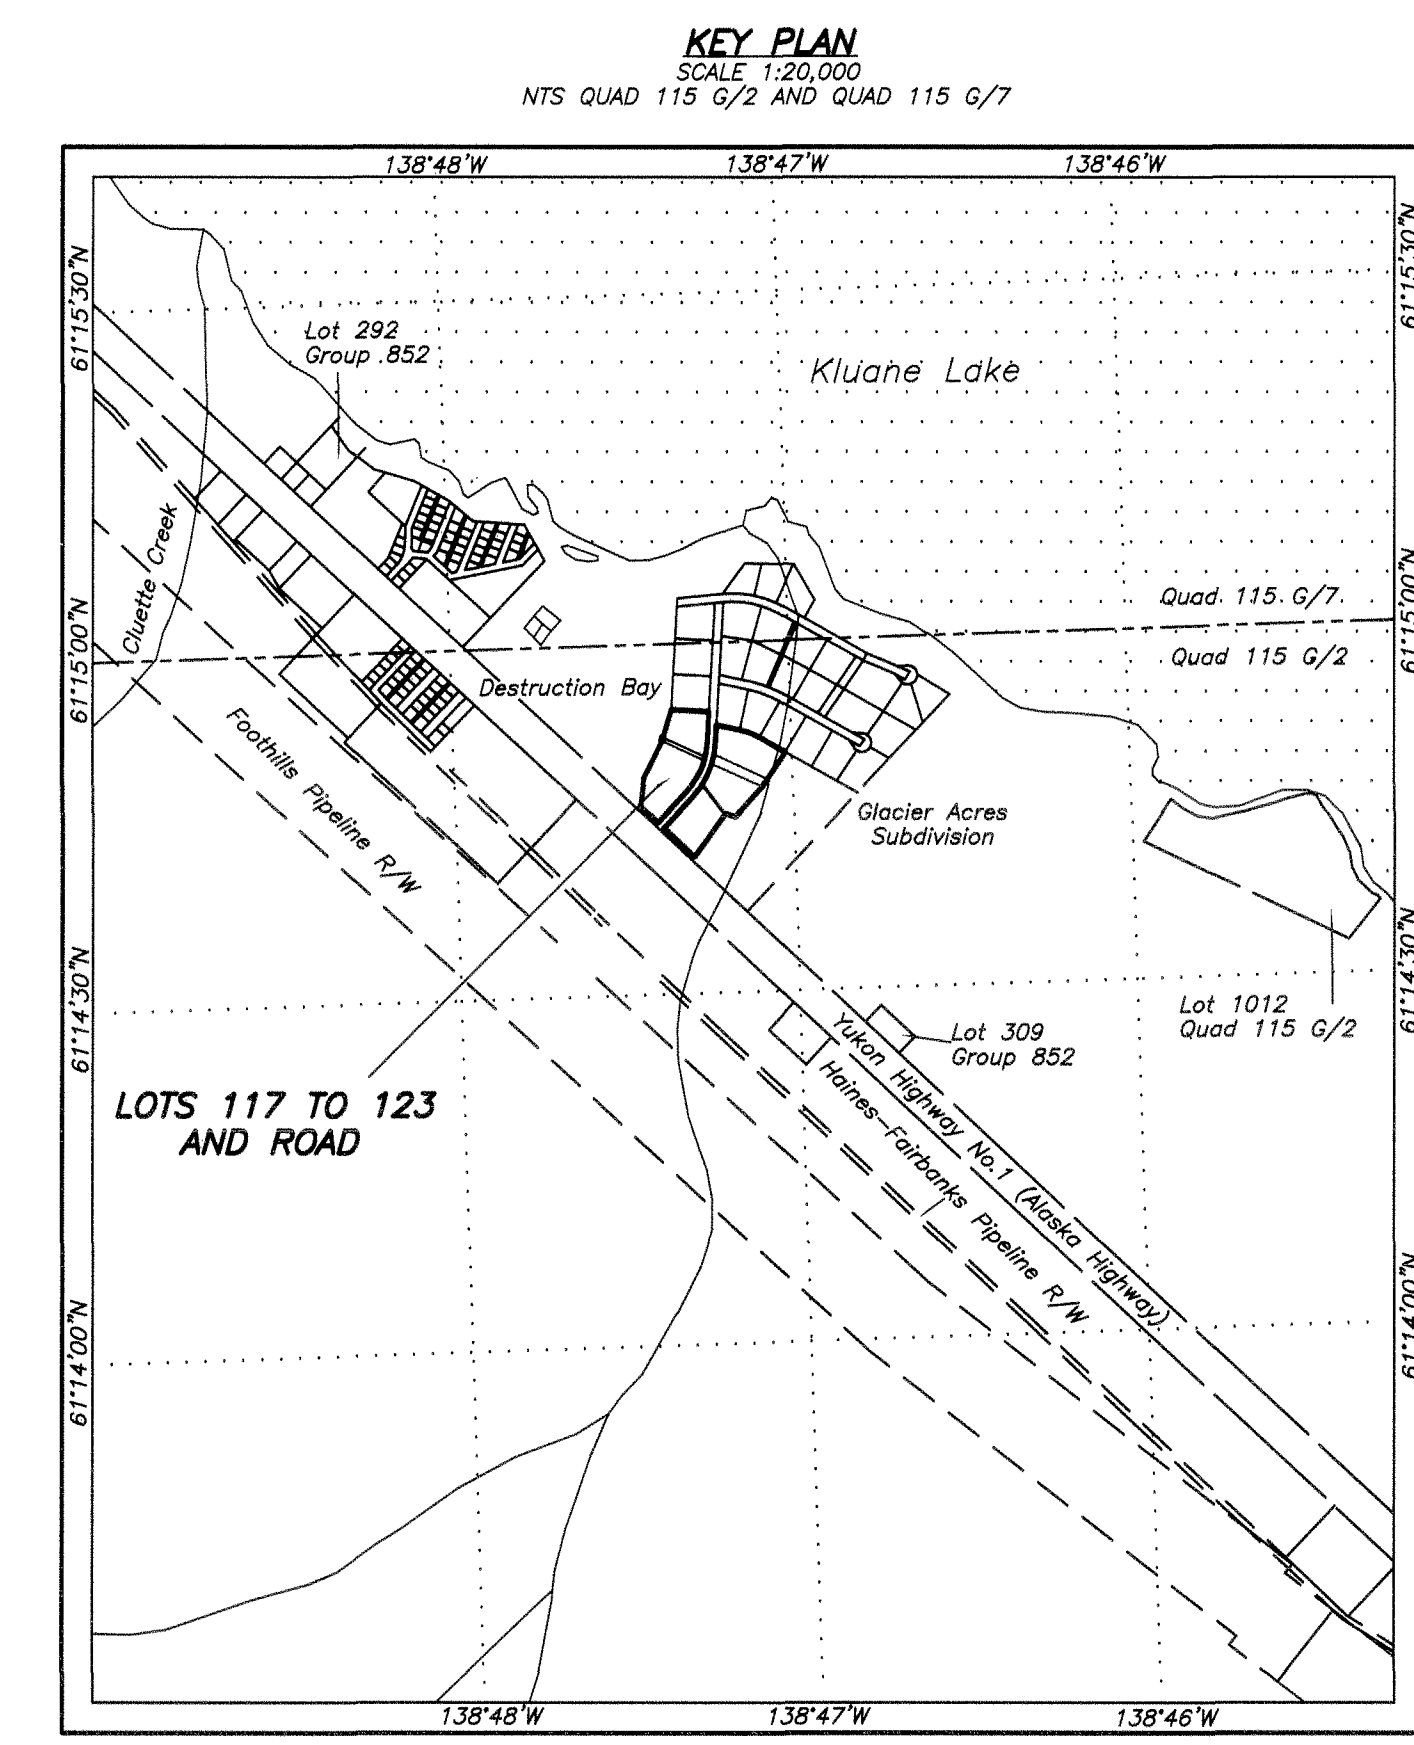 KEY PLAN
SCALE 1:20,000
NTS QUAD 115 G/2 AND QUAD 115 G/7
138°48'W
138°47'W
138°46'W
61°15'30"N
61°15'30"N
Lot 292
Group 852
Kluane Lake
Cluette Creek
61°15'00"N
61°15'00"N
Quad 115 G/7
Quad 115 G/2
Destruction Bay
Foothills Pipeline R/W
Glacier Acres
Subdivision
61°14'30"N
61°14'30"N
Lot 1012
Quad 115 G/2
Lot 309
Group 852
Yukon Highway No.1 (Alaska Highway)
Haines-Fairbanks Pipeline R/W
LOTS 117 TO 123
AND ROAD
61°14'00"N
61°14'00"N
138°48'W
138°47'W
138°46'W